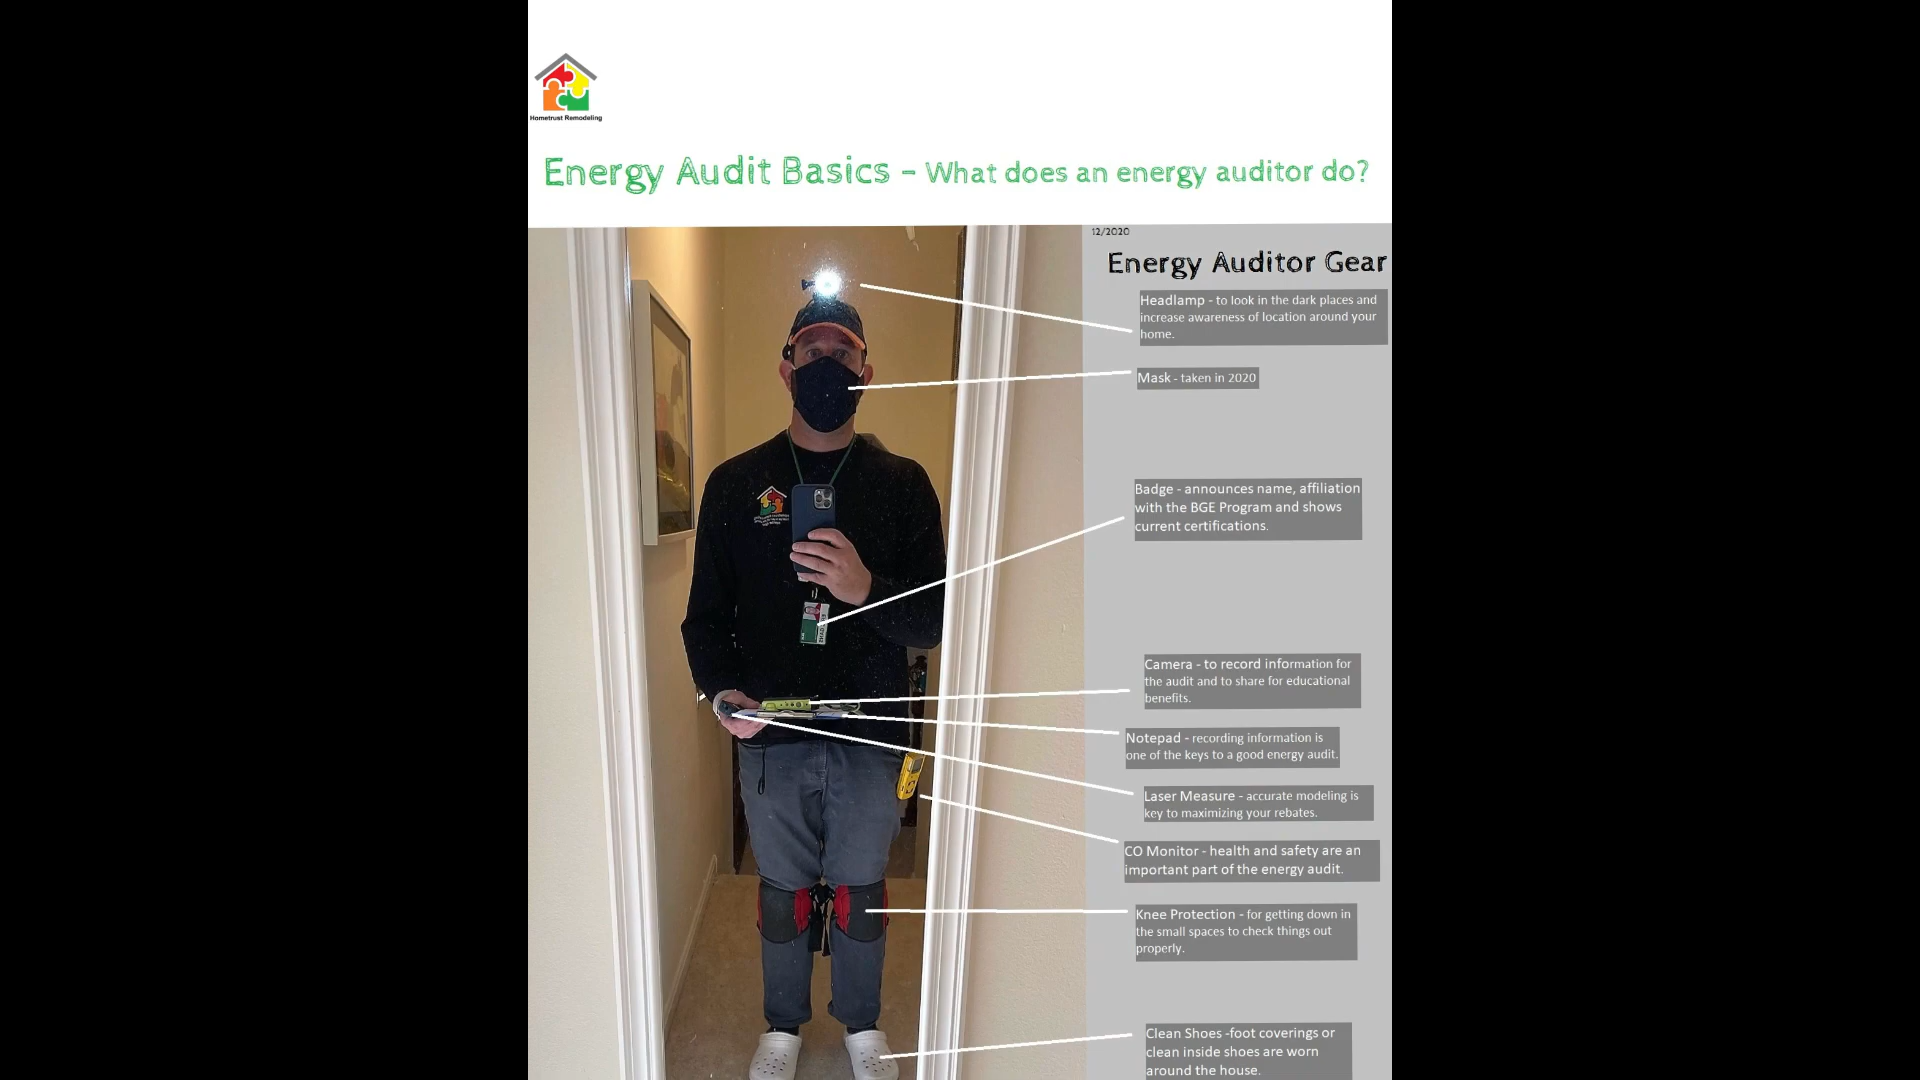 Hometrust Remodeling
Energy Audit Basics - What does an energy auditor do?
12/2020
Energy Auditor Gear
Headlamp - to look in the dark places and
increase awareness of location around your
home.
Mask - taken in 2020
Badge - announces name, affiliation
with the BGE Program and shows
current certifications.
Camera - to record information for
the audit and to share for educational
benefits.
Notepad - recording information is
one of the keys to a good energy audit.
Laser Measure - accurate modeling is
key to maximizing your rebates.
CO Monitor - health and safety are an
important part of the energy audit.
Knee Protection - for getting down in
the small spaces to check things out
properly.
Clean Shoes -foot coverings or
clean inside shoes are worn
around the house.